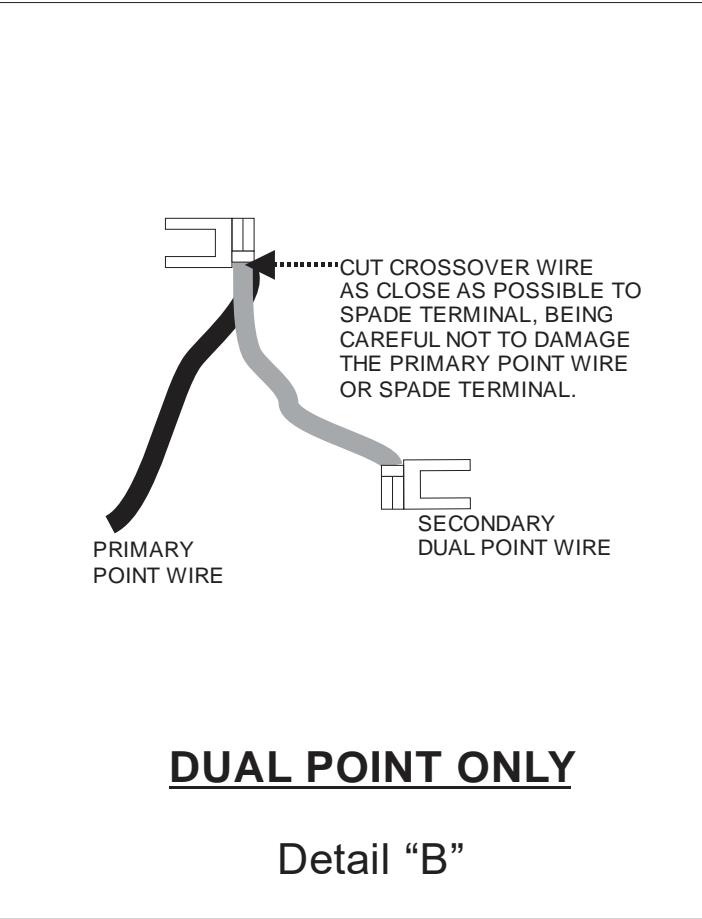 CUT CROSSOVER WIRE
AS CLOSE AS POSSIBLE TO
SPADE TERMINAL, BEING
CAREFUL NOT TO DAMAGE
THE PRIMARY POINT WIRE
OR SPADE TERMINAL.
SECONDARY
DUAL POINT WIRE
PRIMARY
POINT WIRE
DUAL POINT ONLY
Detail “B”